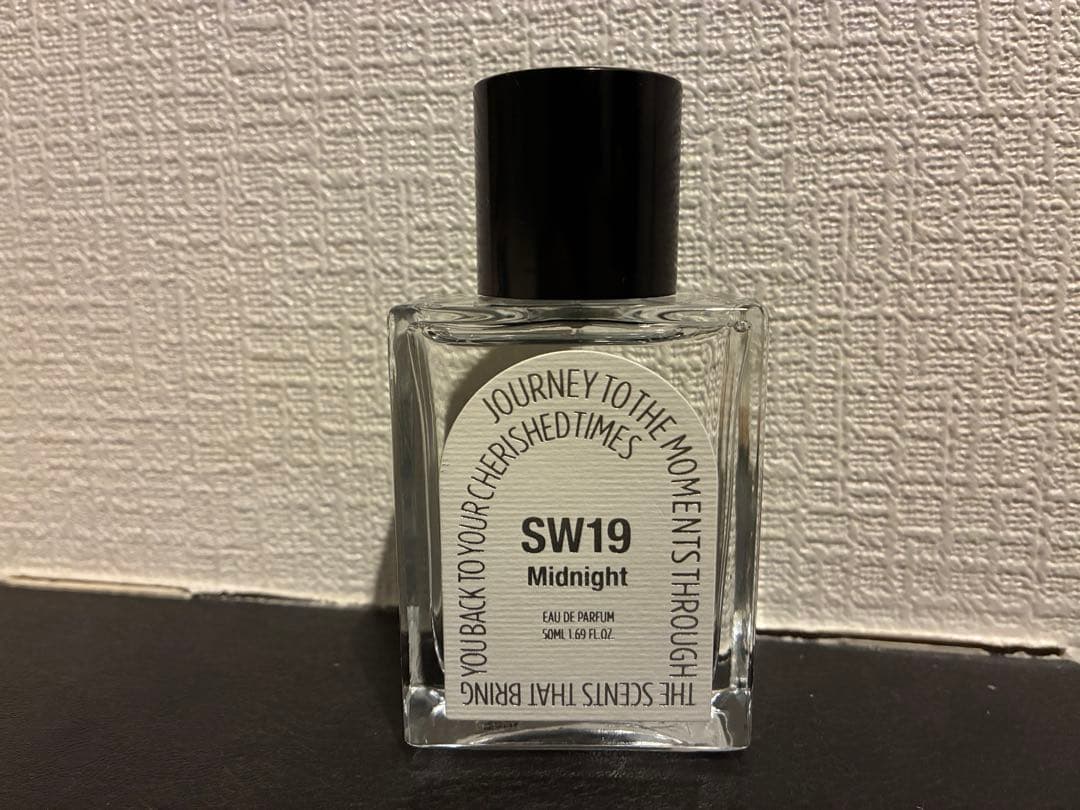 JOURNEY TO THE MOMENTS THROUGH
THE SCENTS THAT BRING
YOU BACK TO YOUR CHERISHED TIMES
SW19
Midnight
EAU DE PARFUM
50ML 1.69 FL.OZ.